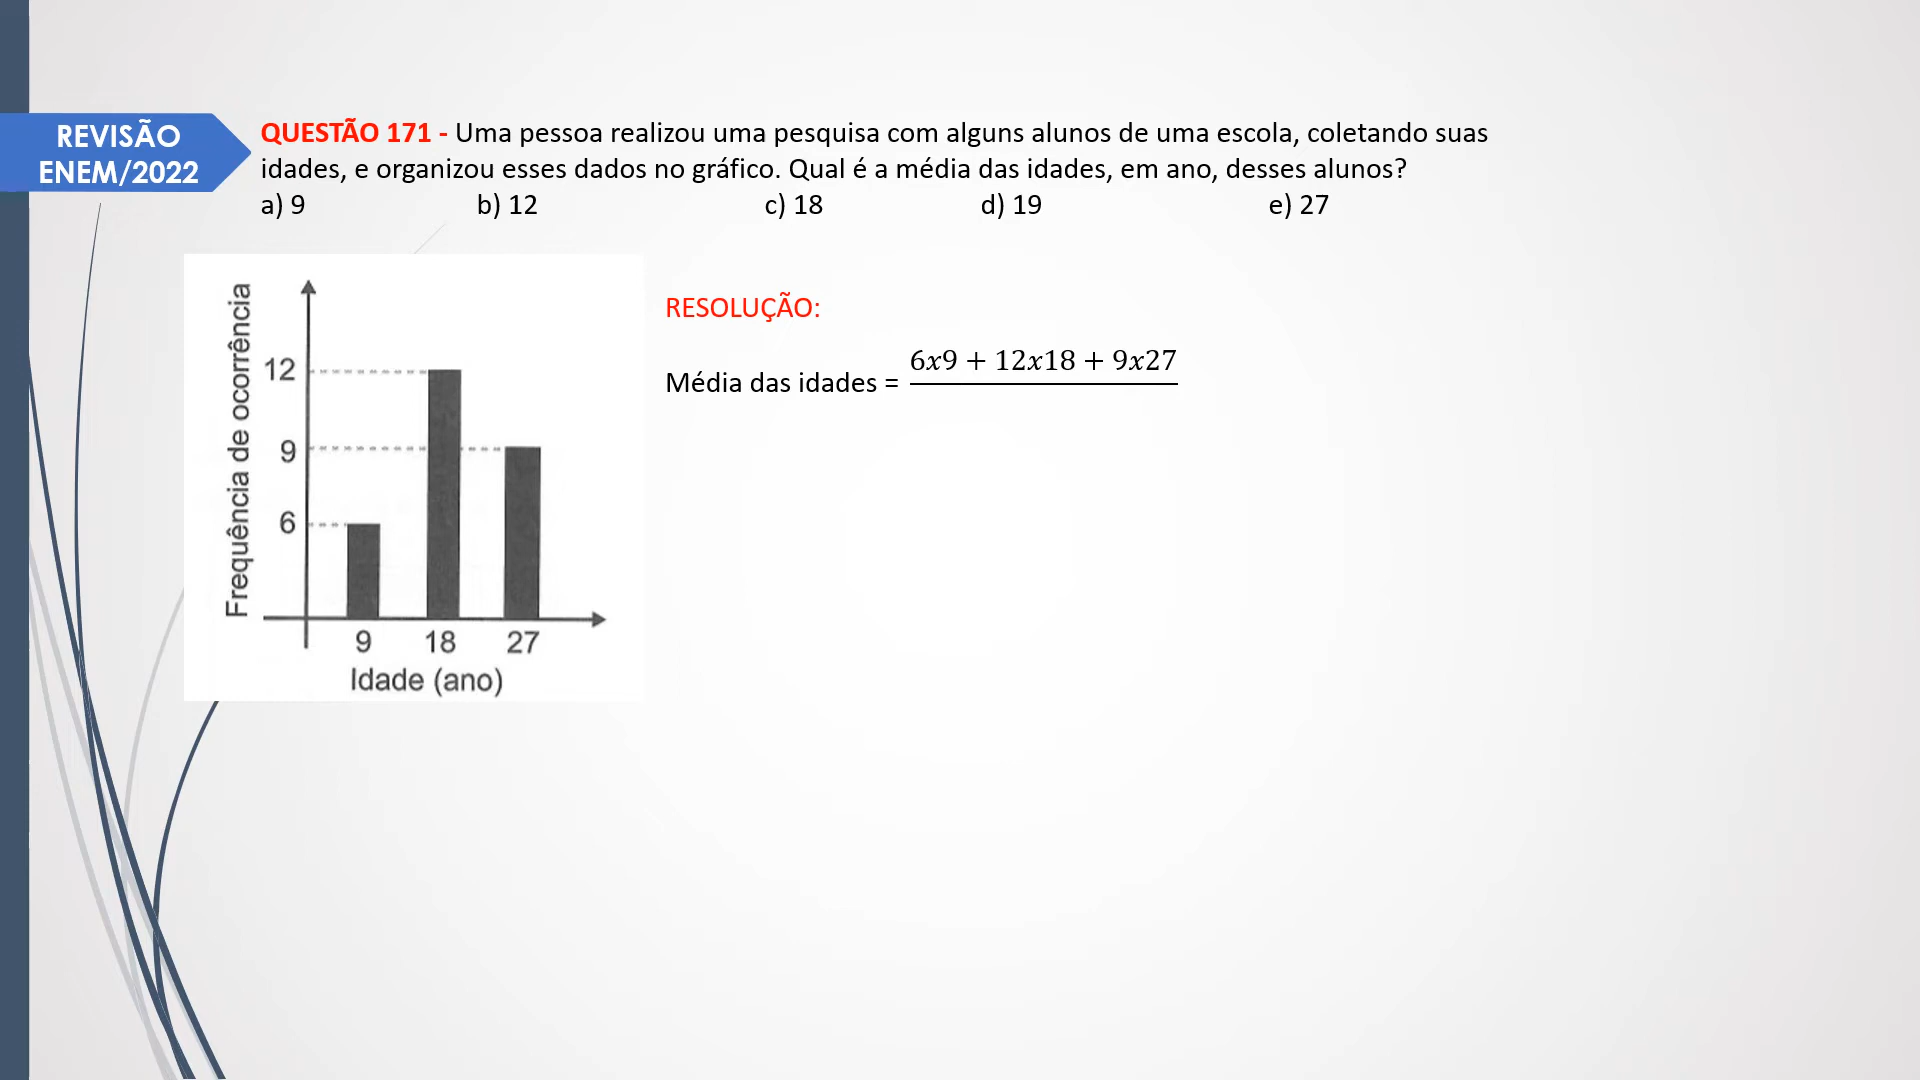 REVISÃO
ENEM/2022
QUESTÃO 171 - Uma pessoa realizou uma pesquisa com alguns alunos de uma escola, coletando suas
idades, e organizou esses dados no gráfico. Qual é a média das idades, em ano, desses alunos?
a) 9 b) 12 c) 18 d) 19 e) 27
Frequência de ocorrência
12
9
6
9 18 27
Idade (ano)
RESOLUÇÃO:
6x9 + 12x18 + 9x27
Média das idades =